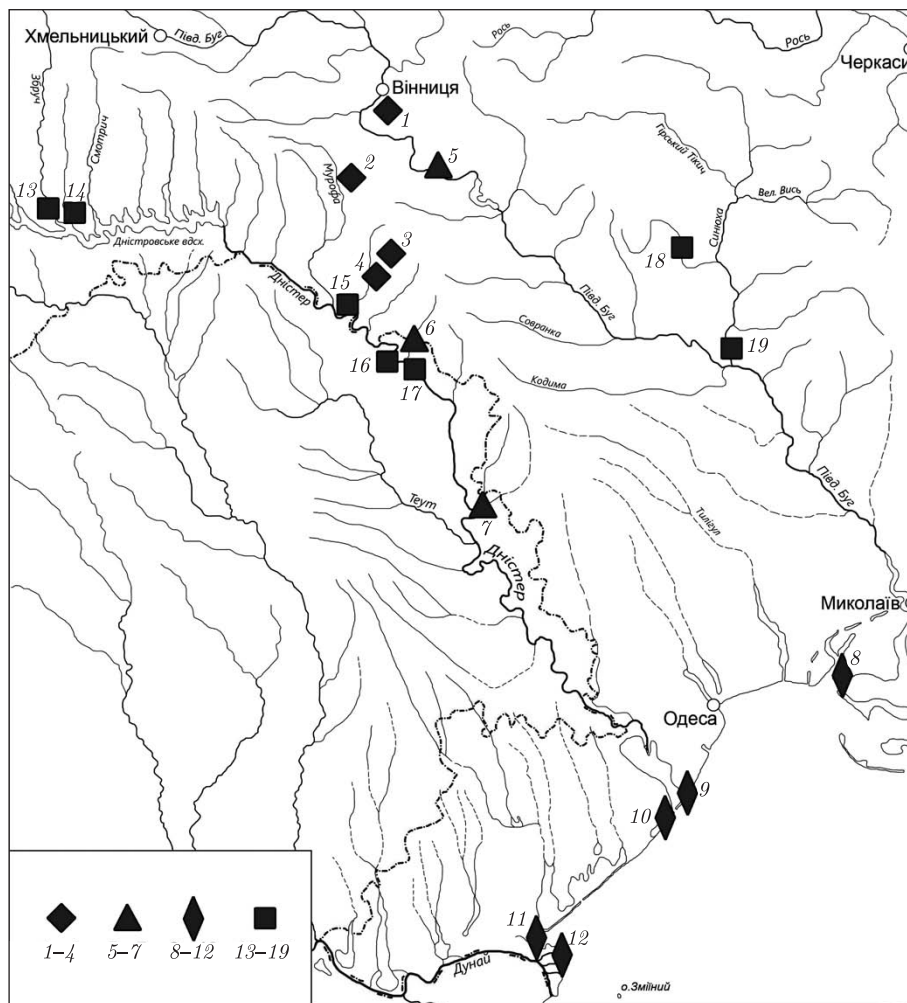 Хмельницький
Півд. Буг
Рось
Рось
Черкаси
Збруч
Смотрич
Вінниця
1
Мурафа
2
5
Гірський Тікич
Вел. Вись
Синюха
13
14
Дністровське вдсх.
3
4
18
Дністер
15
Півд. Буг
6
Совранка
19
16
17
Кодима
Півд. Буг
Теут
7
Тилігул
Дністер
Миколаїв
8
Одеса
9
10
11
12
Дунай
о.Зміїний
1–4
5–7
8–12
13–19